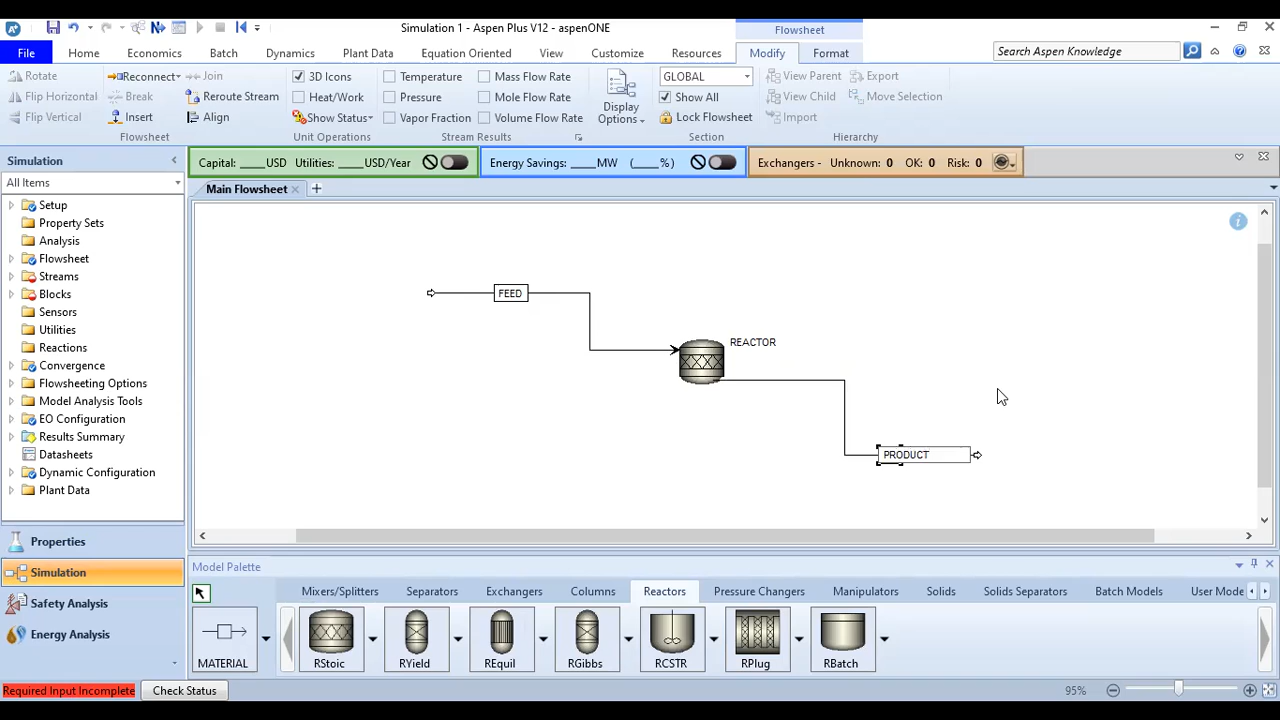 Simulation 1 - Aspen Plus V12 - aspenONE
Flowsheet
File
Home
Economics
Batch
Dynamics
Plant Data
Equation Oriented
View
Customize
Resources
Modify
Format
Search Aspen Knowledge
Rotate
Flip Horizontal
Flip Vertical
Reconnect
Break
Insert
Join
Reroute Stream
Align
Flowsheet
3D Icons
Heat/Work
Show Status
Unit Operations
Temperature
Pressure
Vapor Fraction
Mass Flow Rate
Mole Flow Rate
Volume Flow Rate
Stream Results
Display
Options
GLOBAL
Show All
Lock Flowsheet
Section
View Parent
View Child
Import
Export
Move Selection
Hierarchy
Simulation
All Items
Setup
Property Sets
Analysis
Flowsheet
Streams
Blocks
Sensors
Utilities
Reactions
Convergence
Flowsheeting Options
Model Analysis Tools
EO Configuration
Results Summary
Datasheets
Dynamic Configuration
Plant Data
Properties
Simulation
Safety Analysis
Energy Analysis
Capital: ____USD Utilities: ____USD/Year
Energy Savings: ____MW (____%)
Exchangers - Unknown: 0 OK: 0 Risk: 0
Main Flowsheet
FEED
REACTOR
PRODUCT
Model Palette
Mixers/Splitters
Separators
Exchangers
Columns
Reactors
Pressure Changers
Manipulators
Solids
Solids Separators
Batch Models
User Mode
MATERIAL
RStoic
RYield
REquil
RGibbs
RCSTR
RPlug
RBatch
Required Input Incomplete
Check Status
95%